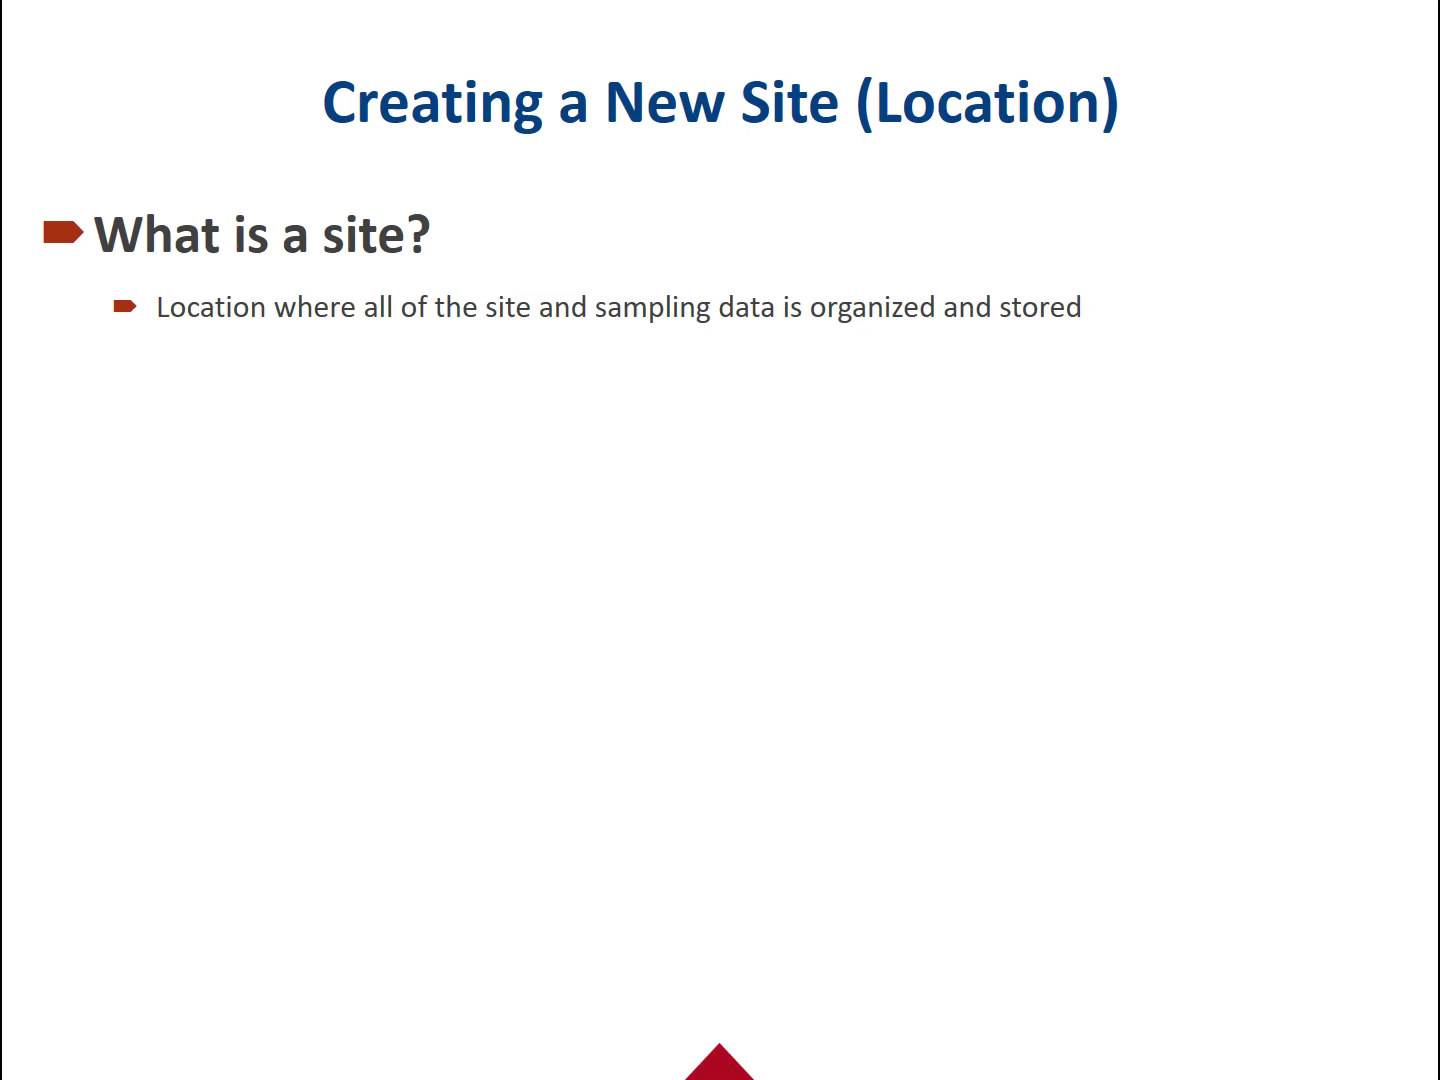 Creating a New Site (Location)
What is a site?
Location where all of the site and sampling data is organized and stored